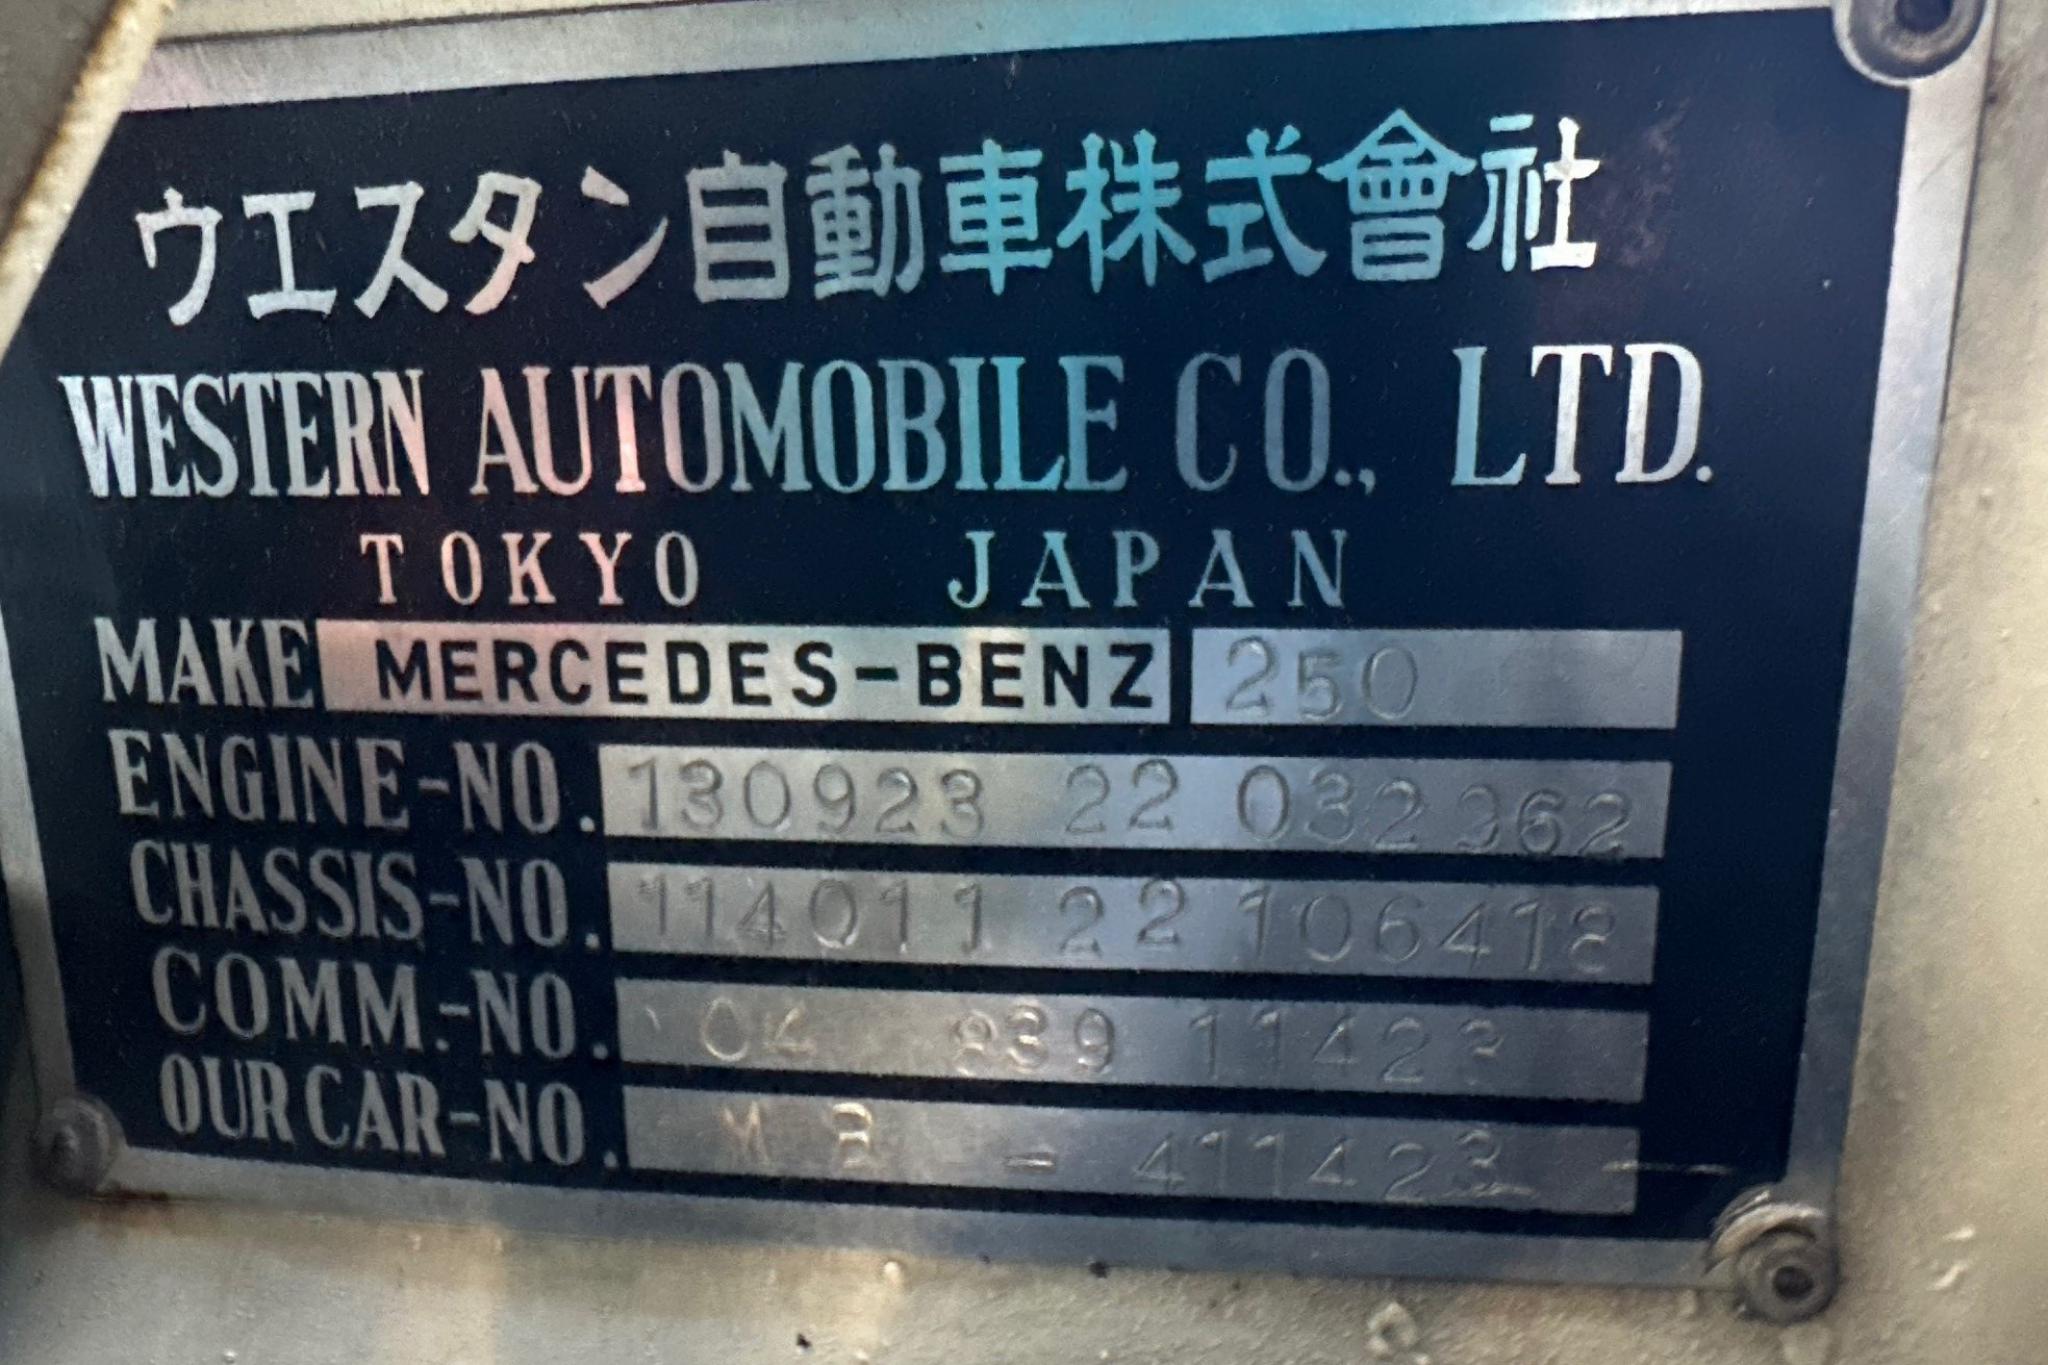 ウエスタン自動車株式會社
WESTERN AUTOMOBILE CO., LTD.
TOKYO JAPAN
MAKE MERCEDES-BENZ 250
ENGINE-NO. 130923 22 032962
CHASSIS-NO. 114011 22 106418
COMM.-NO. 04 839 11423
OUR CAR-NO. MB - 411423